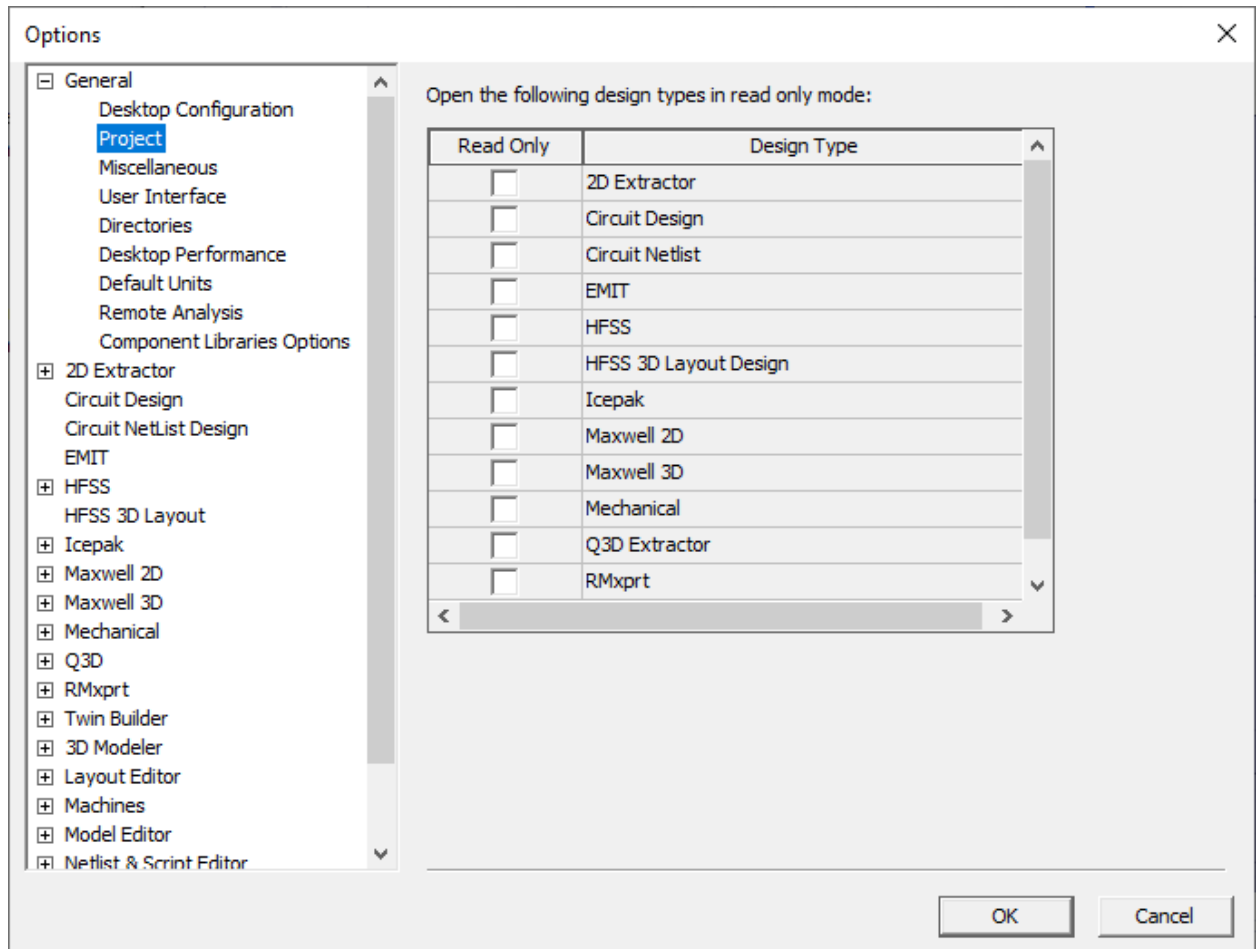 Options
General
Desktop Configuration
Project
Miscellaneous
User Interface
Directories
Desktop Performance
Default Units
Remote Analysis
Component Libraries Options
2D Extractor
Circuit Design
Circuit NetList Design
EMIT
HFSS
HFSS 3D Layout
Icepak
Maxwell 2D
Maxwell 3D
Mechanical
Q3D
RMxprt
Twin Builder
3D Modeler
Layout Editor
Machines
Model Editor
Netlist & Script Editor
Open the following design types in read only mode:
Read Only Design Type
2D Extractor
Circuit Design
Circuit Netlist
EMIT
HFSS
HFSS 3D Layout Design
Icepak
Maxwell 2D
Maxwell 3D
Mechanical
Q3D Extractor
RMxprt
OK Cancel